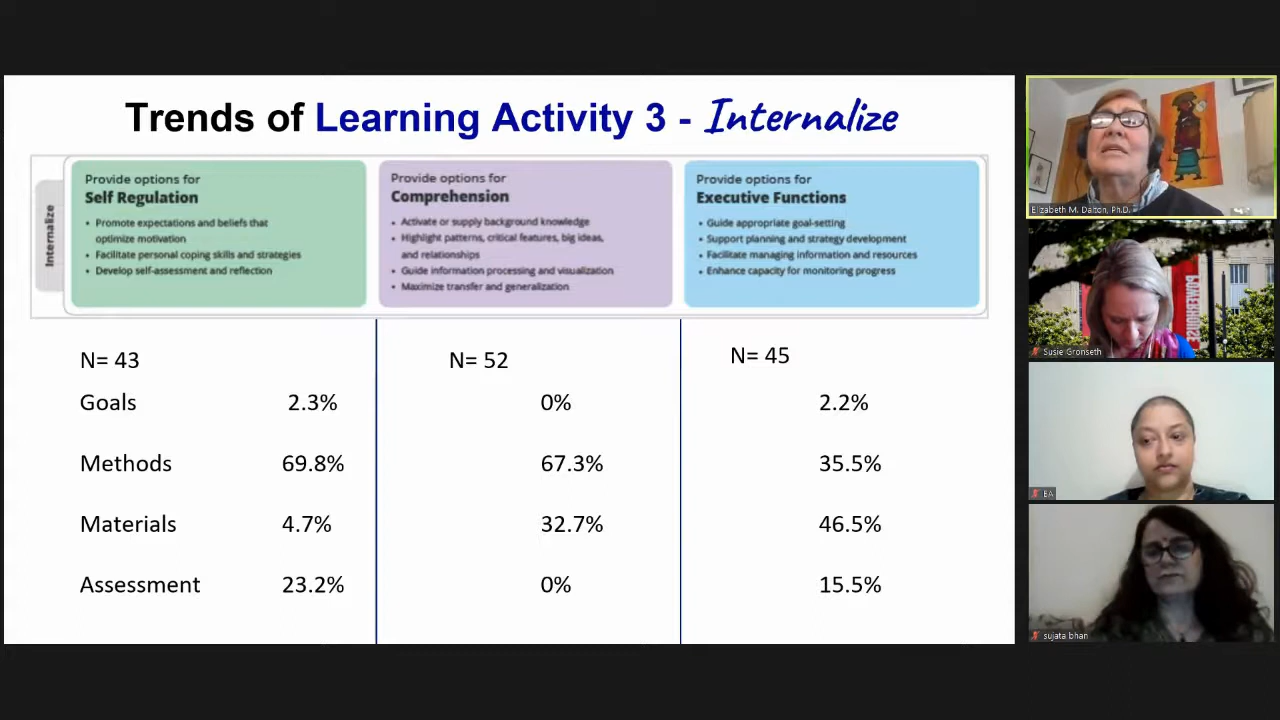 Trends of Learning Activity 3 - Internalize
Internalize
Provide options for
Self Regulation
• Promote expectations and beliefs that
optimize motivation
• Facilitate personal coping skills and strategies
• Develop self-assessment and reflection
Provide options for
Comprehension
• Activate or supply background knowledge
• Highlight patterns, critical features, big ideas,
and relationships
• Guide information processing and visualization
• Maximize transfer and generalization
Provide options for
Executive Functions
• Guide appropriate goal-setting
• Support planning and strategy development
• Facilitate managing information and resources
• Enhance capacity for monitoring progress
N= 43 N= 52 N= 45
Goals 2.3% 0% 2.2%
Methods 69.8% 67.3% 35.5%
Materials 4.7% 32.7% 46.5%
Assessment 23.2% 0% 15.5%
Elizabeth M. Dalton, Ph.D.
POWERHOUSE
Susie Gronseth
EA
sujata bhan